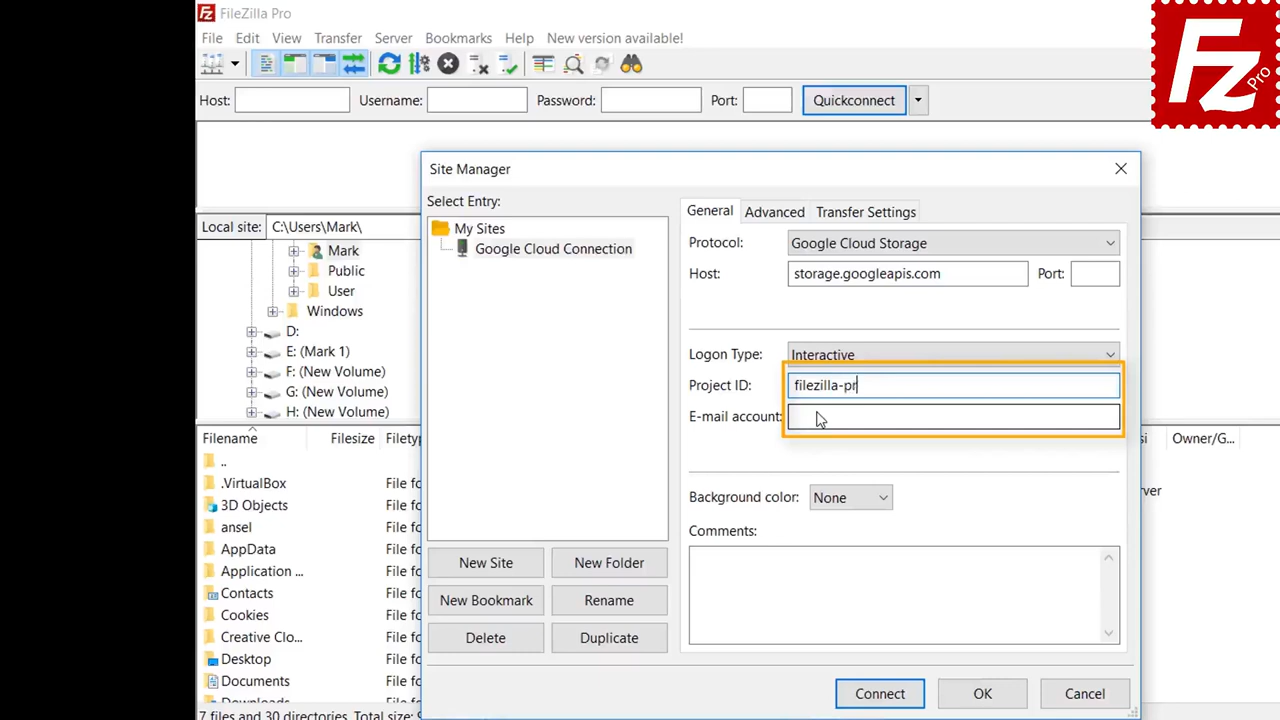 FileZilla Pro
File Edit View Transfer Server Bookmarks Help New version available!
Fz Pro
Host: Username: Password: Port: Quickconnect
Site Manager
Select Entry:
My Sites
Google Cloud Connection
New Site New Folder
New Bookmark Rename
Delete Duplicate
General Advanced Transfer Settings
Protocol: Google Cloud Storage
Host: storage.googleapis.com Port:
Logon Type: Interactive
Project ID: filezilla-pr
E-mail account:
Background color: None
Comments:
Connect OK Cancel
Local site: C:\Users\Mark\
Mark
Public
User
Windows
D:
E: (Mark 1)
F: (New Volume)
G: (New Volume)
H: (New Volume)
Filename Filesize Filetyp
Owner/G...
..
.VirtualBox File fo
3D Objects File fo
ansel File fo
AppData File fo
Application ... File fo
Contacts File fo
Cookies File fo
Creative Clo... File fo
Desktop File fo
Documents File fo
Downloads File fo
7 files and 30 directories. Total size: